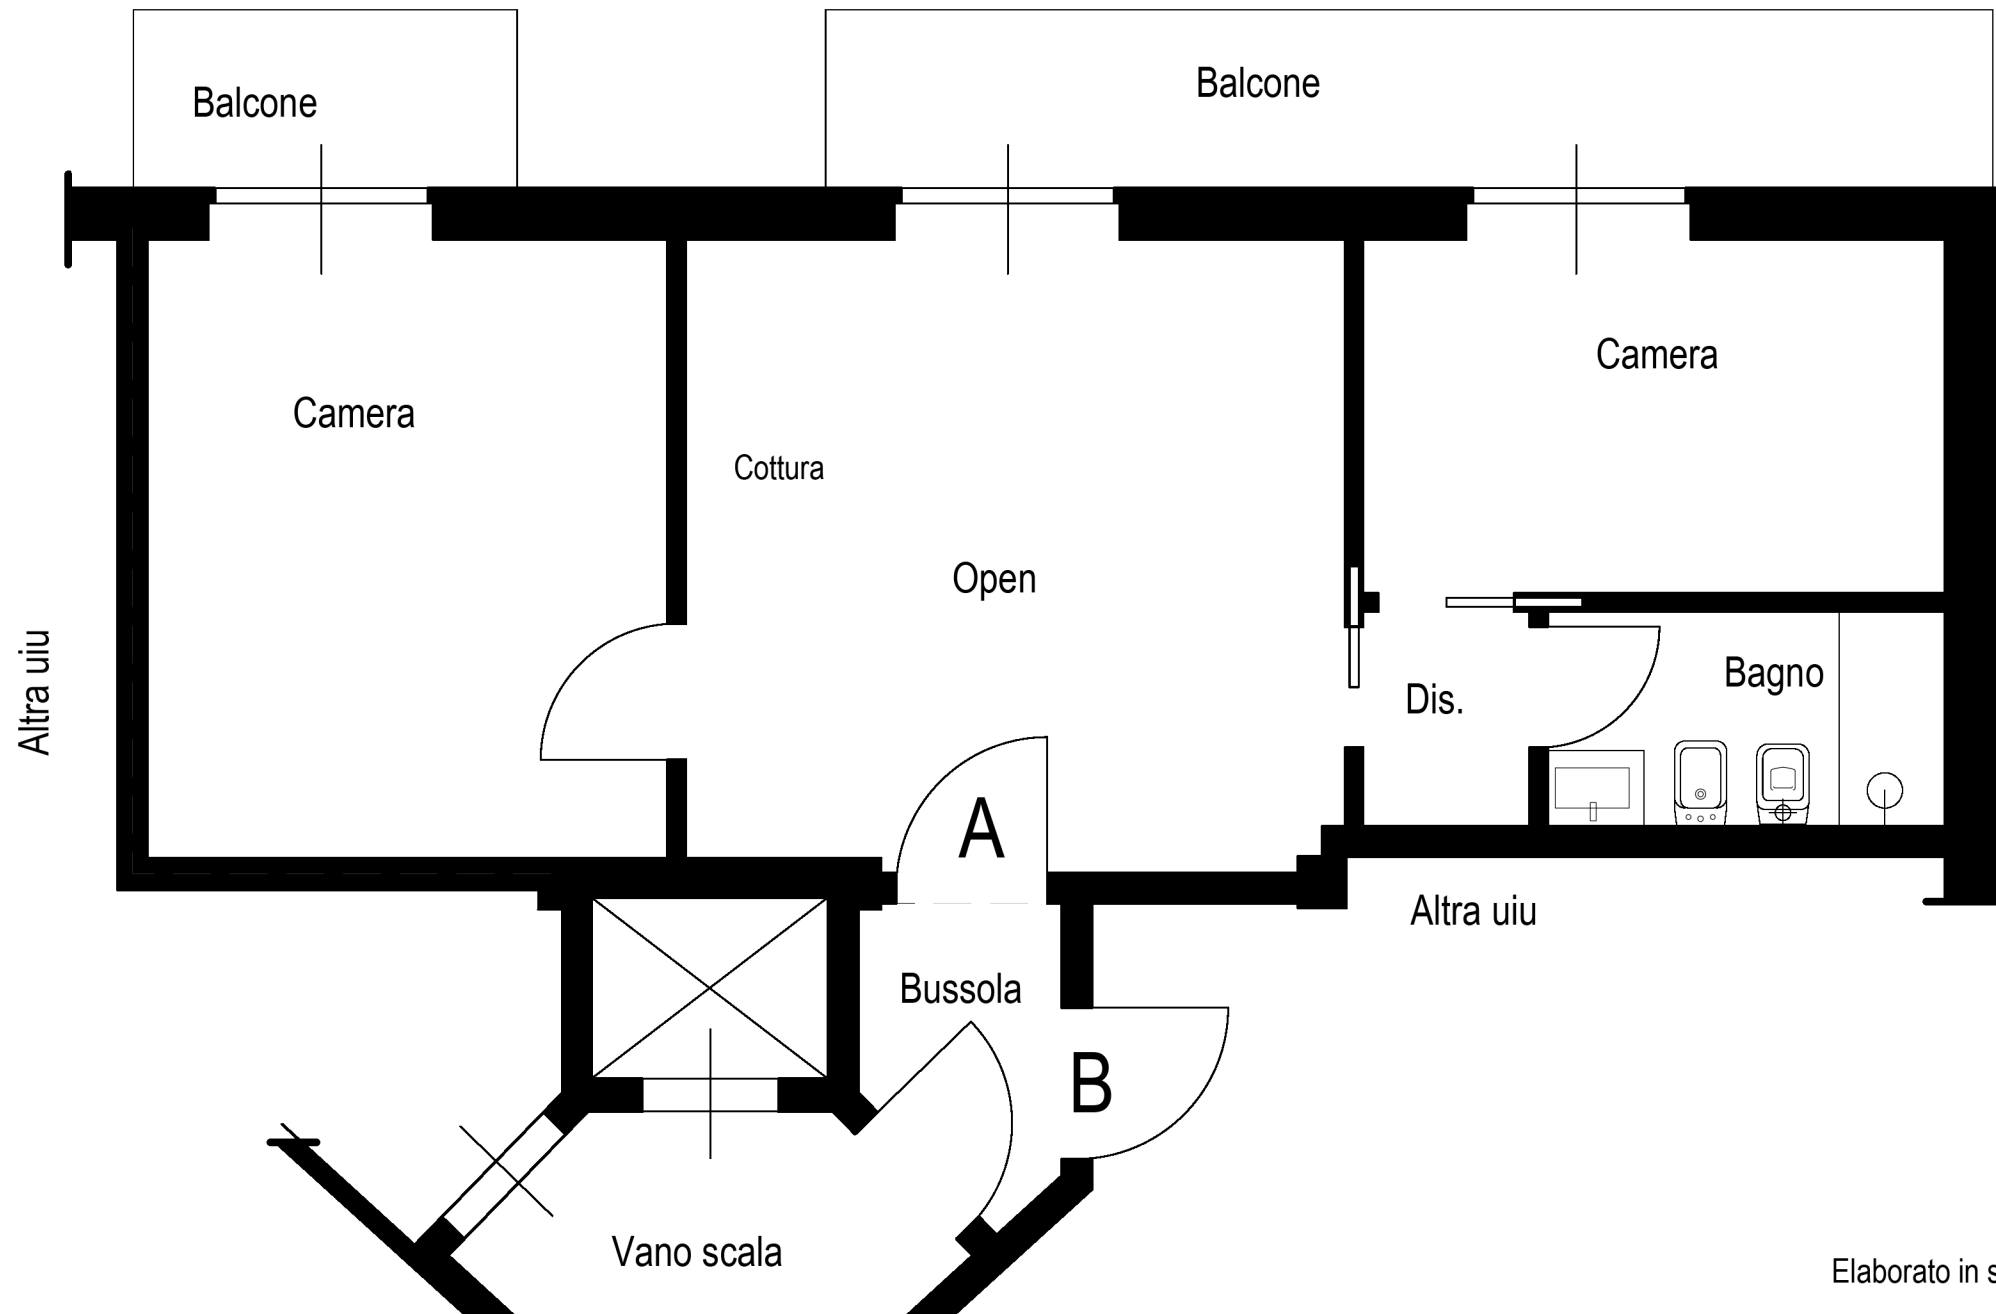 Balcone
Balcone
Camera
Camera
Cottura
Open
Altra uiu
Bagno
Dis.
A
Altra uiu
Bussola
B
Vano scala
Elaborato in s